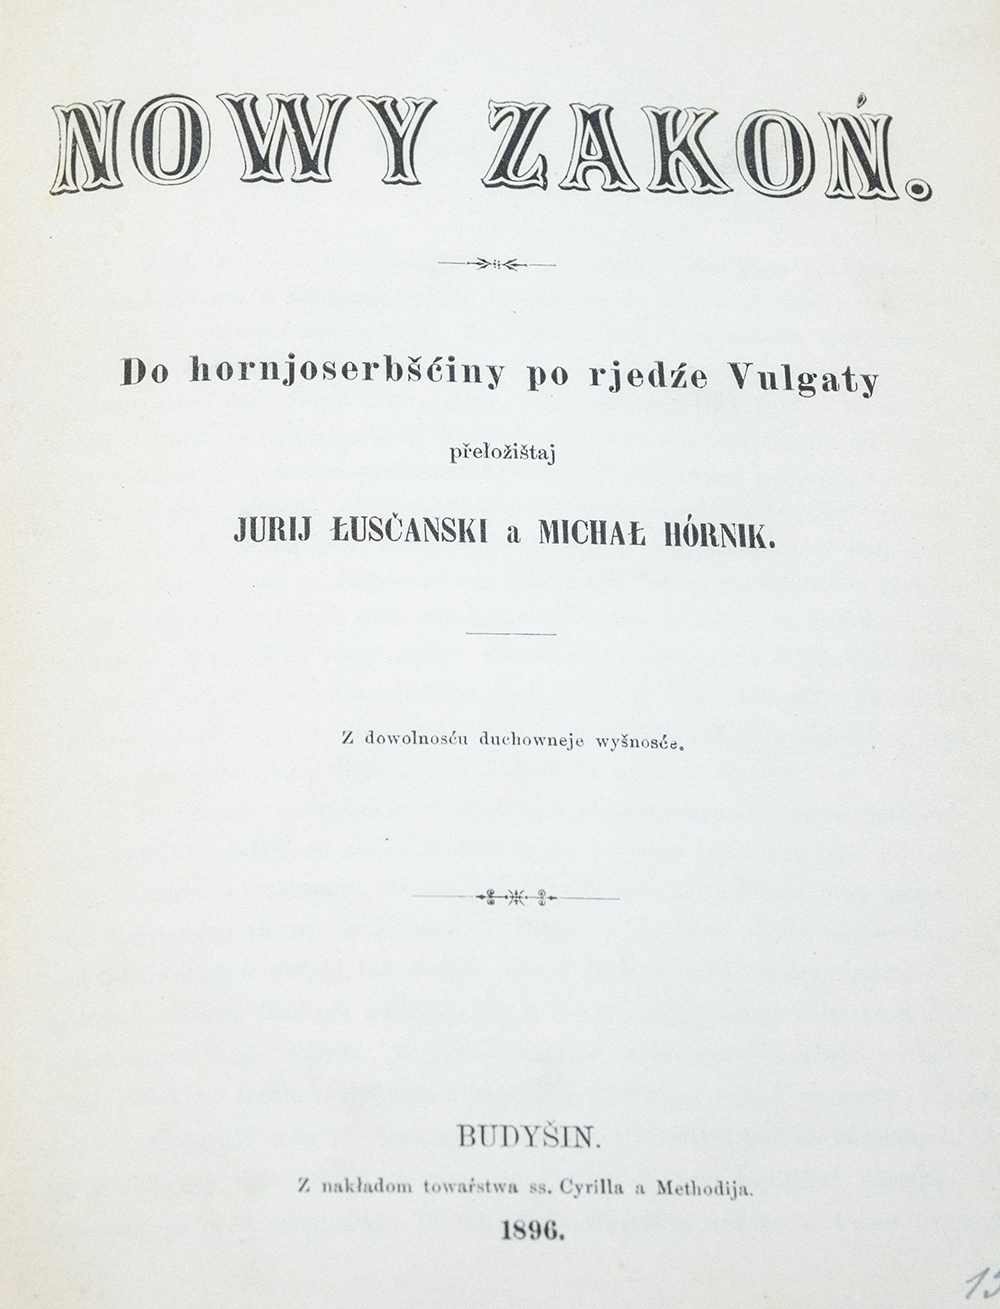 NOWY ZAKOŃ.
Do hornjoserbšćiny po rjedźe Vulgaty
přełožištaj
JURIJ ŁUSČANSKI a MICHAŁ HÓRNIK.
Z dowolnosću duchowneje wyšnosće.
BUDYŠIN.
Z nakładom towaŕstwa ss. Cyrilla a Methodija.
1896.